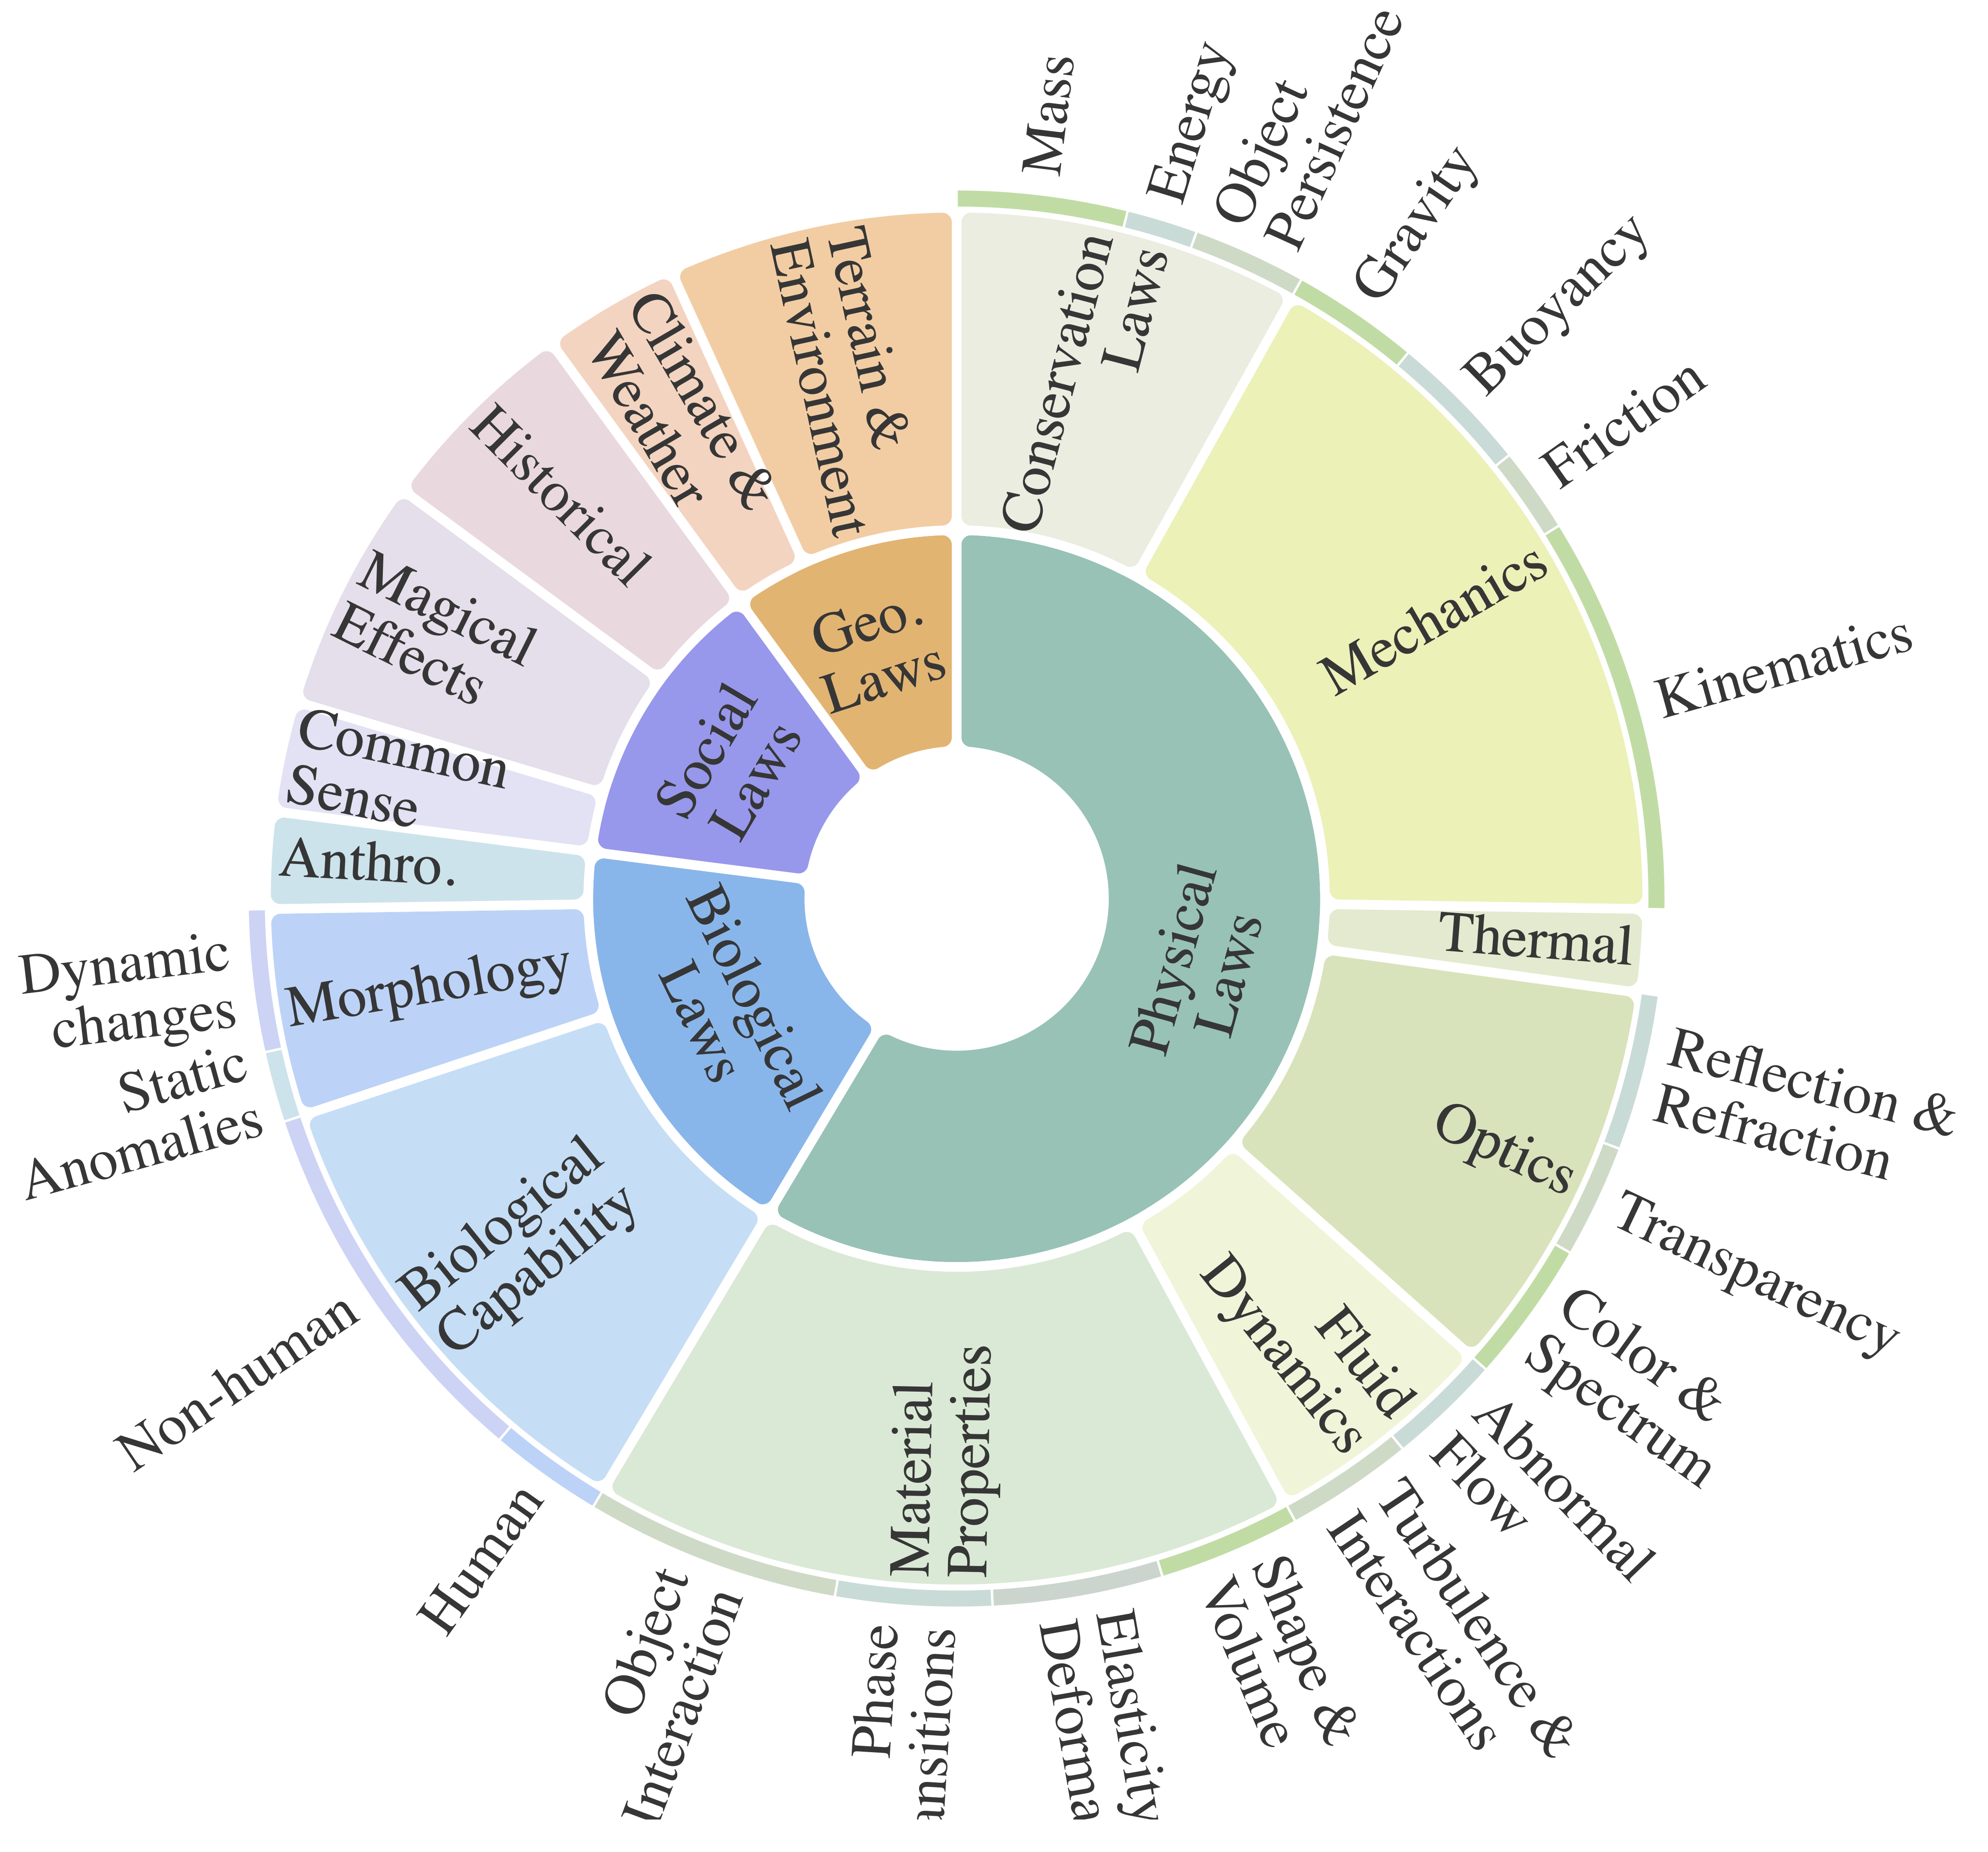 Mass
Energy
Object
Persistence
Gravity
Buoyancy
Friction
Kinematics
Reflection &
Refraction
Transparency
Color &
Spectrum
Abnormal
Flow
Turbulence &
Interactions
Shape &
Volume
Elasticity
Deforma
Phase
nsitions
Object
Interaction
Human
Non-human
Static
Anomalies
Dynamic
changes
Conservation
Laws
Mechanics
Thermal
Optics
Fluid
Dynamics
Material
Properties
Biological
Capability
Morphology
Anthro.
Common
Sense
Magical
Effects
Historical
Climate &
Weather
Terrain &
Environment
Physical
Laws
Biological
Laws
Social
Laws
Geo.
Laws